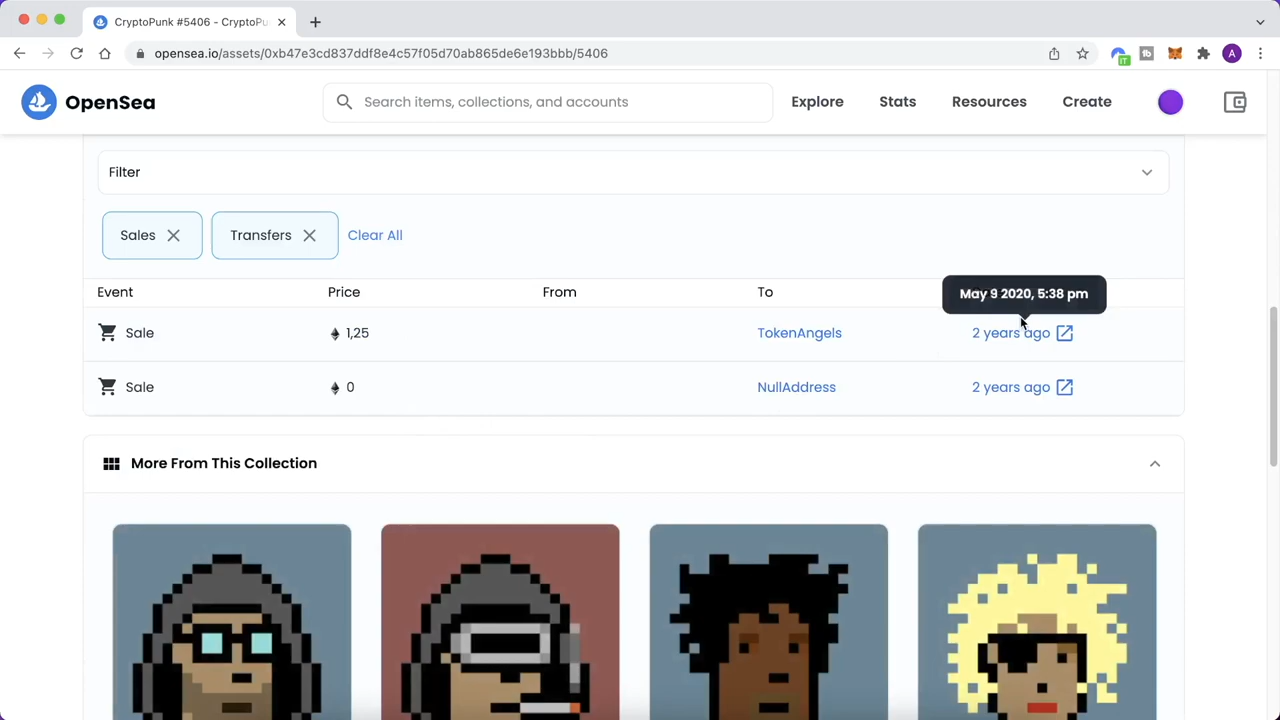 CryptoPunk #5406 - CryptoPu
opensea.io/assets/0xb47e3cd837ddf8e4c57f05d70ab865de6e193bbb/5406
IT
tb
A
OpenSea
Search items, collections, and accounts
Explore
Stats
Resources
Create
Filter
Sales
Transfers
Clear All
Event Price From To
May 9 2020, 5:38 pm
Sale 1,25 TokenAngels 2 years ago
Sale 0 NullAddress 2 years ago
More From This Collection